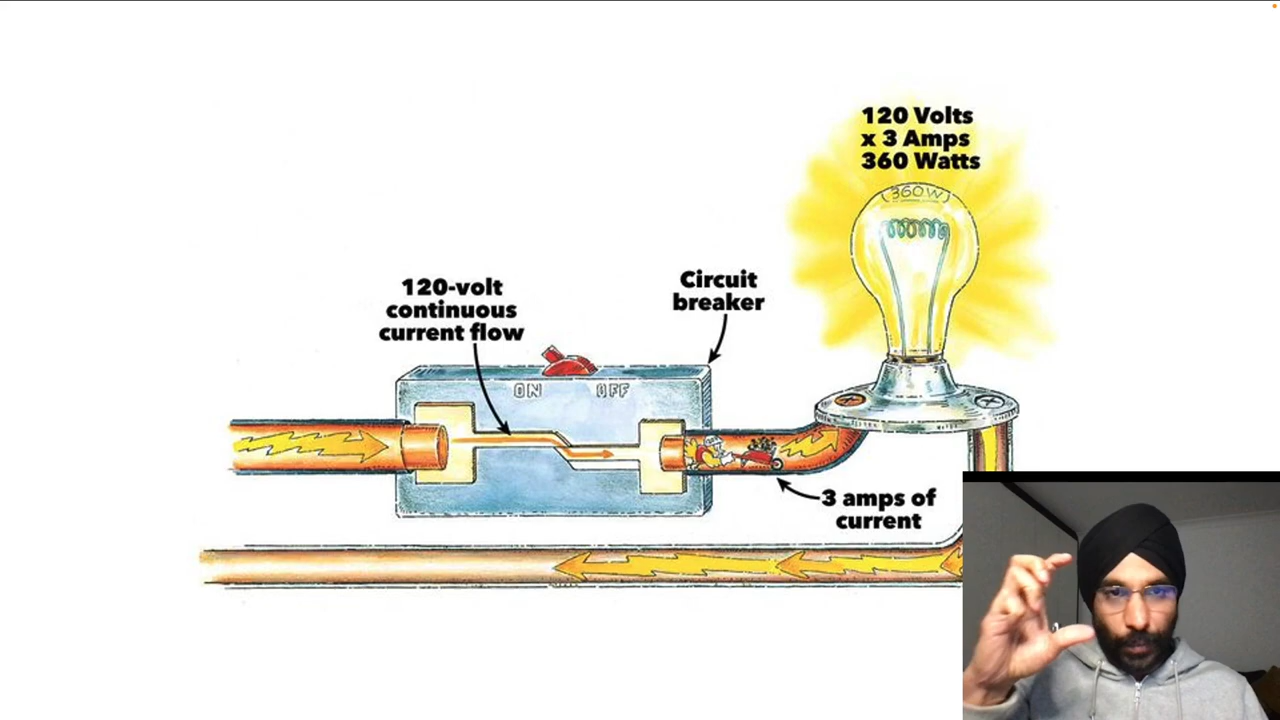 120 Volts
x 3 Amps
360 Watts
(360W)
Circuit
breaker
120-volt
continuous
current flow
ON OFF
3 amps of
current